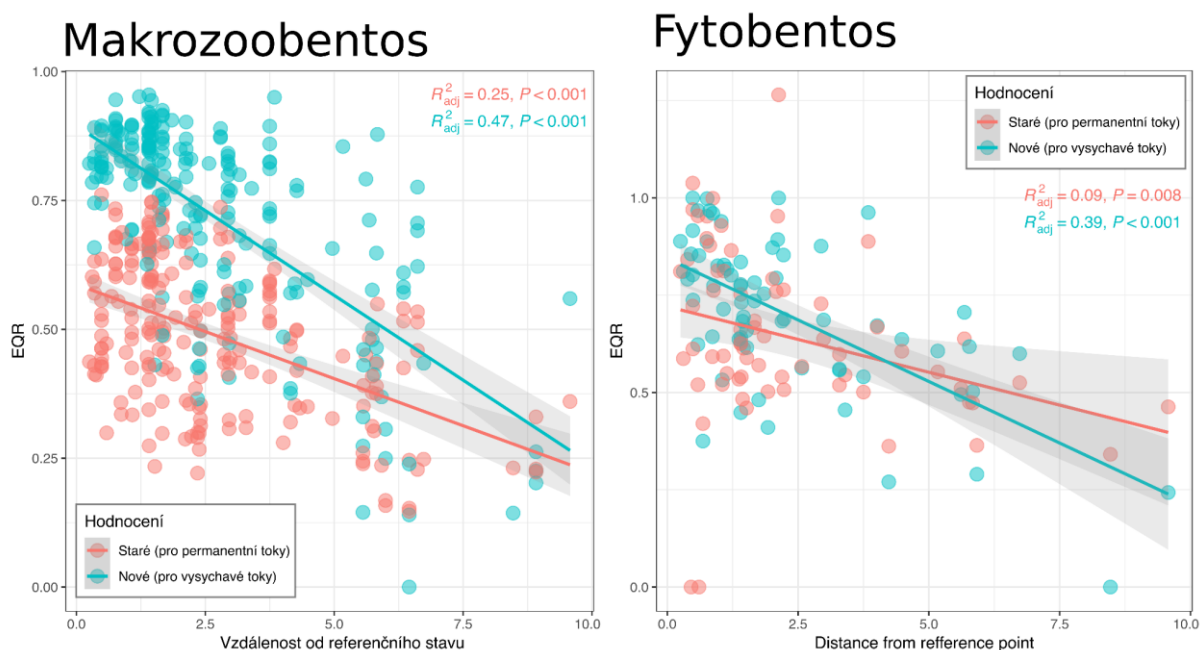 Makrozoobentos
EQR
1.00
0.75
0.50
0.25
0.00
R²adj = 0.25, P < 0.001
R²adj = 0.47, P < 0.001
Hodnocení
Staré (pro permanentní toky)
Nové (pro vysychavé toky)
0.0 2.5 5.0 7.5 10.0
Vzdálenost od referenčního stavu
Fytobentos
EQR
1.0
0.5
0.0
Hodnocení
Staré (pro permanentní toky)
Nové (pro vysychavé toky)
R²adj = 0.09, P = 0.008
R²adj = 0.39, P < 0.001
0.0 2.5 5.0 7.5 10.0
Distance from refference point